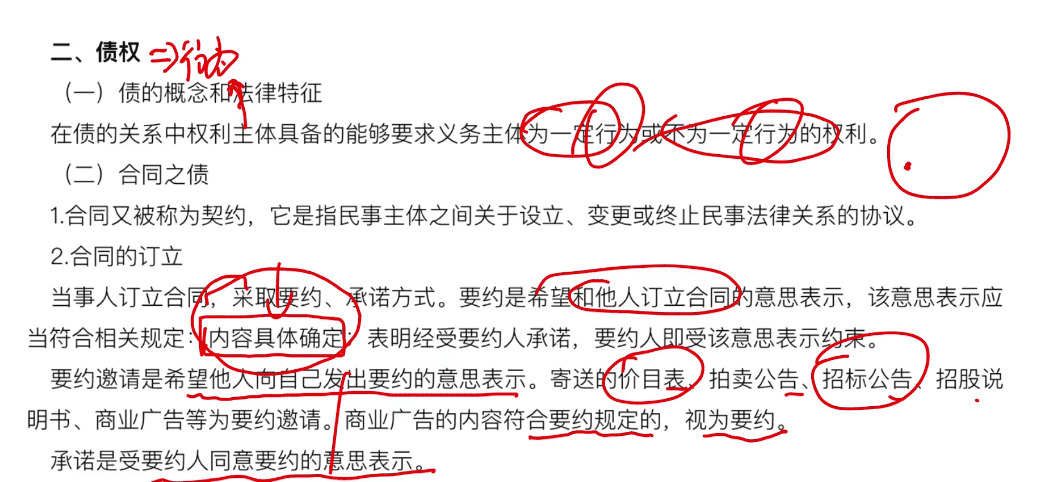 二、债权 => 行为
（一）债的概念和法律特征
在债的关系中权利主体具备的能够要求义务主体为一定行为或不为一定行为的权利。
（二）合同之债
1.合同又被称为契约，它是指民事主体之间关于设立、变更或终止民事法律关系的协议。
2.合同的订立
当事人订立合同，采取要约、承诺方式。要约是希望和他人订立合同的意思表示，该意思表示应
当符合相关规定：内容具体确定；表明经受要约人承诺，要约人即受该意思表示约束。
要约邀请是希望他人向自己发出要约的意思表示。寄送的价目表、拍卖公告、招标公告、招股说
明书、商业广告等为要约邀请。商业广告的内容符合要约规定的，视为要约。
承诺是受要约人同意要约的意思表示。